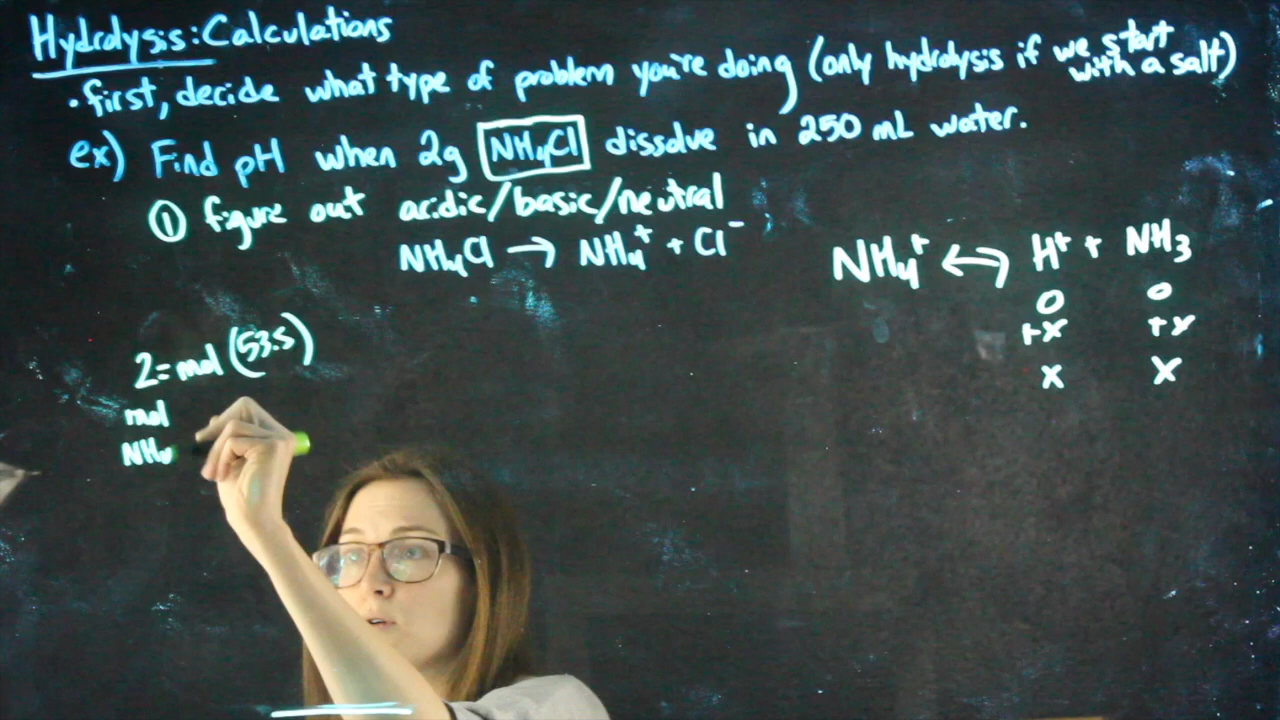 Hydrolysis: Calculations
• first, decide what type of problem you're doing (only hydrolysis if we start with a salt)
ex) Find pH when 2g NH4Cl dissolve in 250 mL water.
① figure out acidic/basic/neutral
NH4Cl → NH4+ + Cl-
NH4+ ↔ H+ + NH3
0 0
+x +x
x x
2 = mol (53.5)
mol
NH4